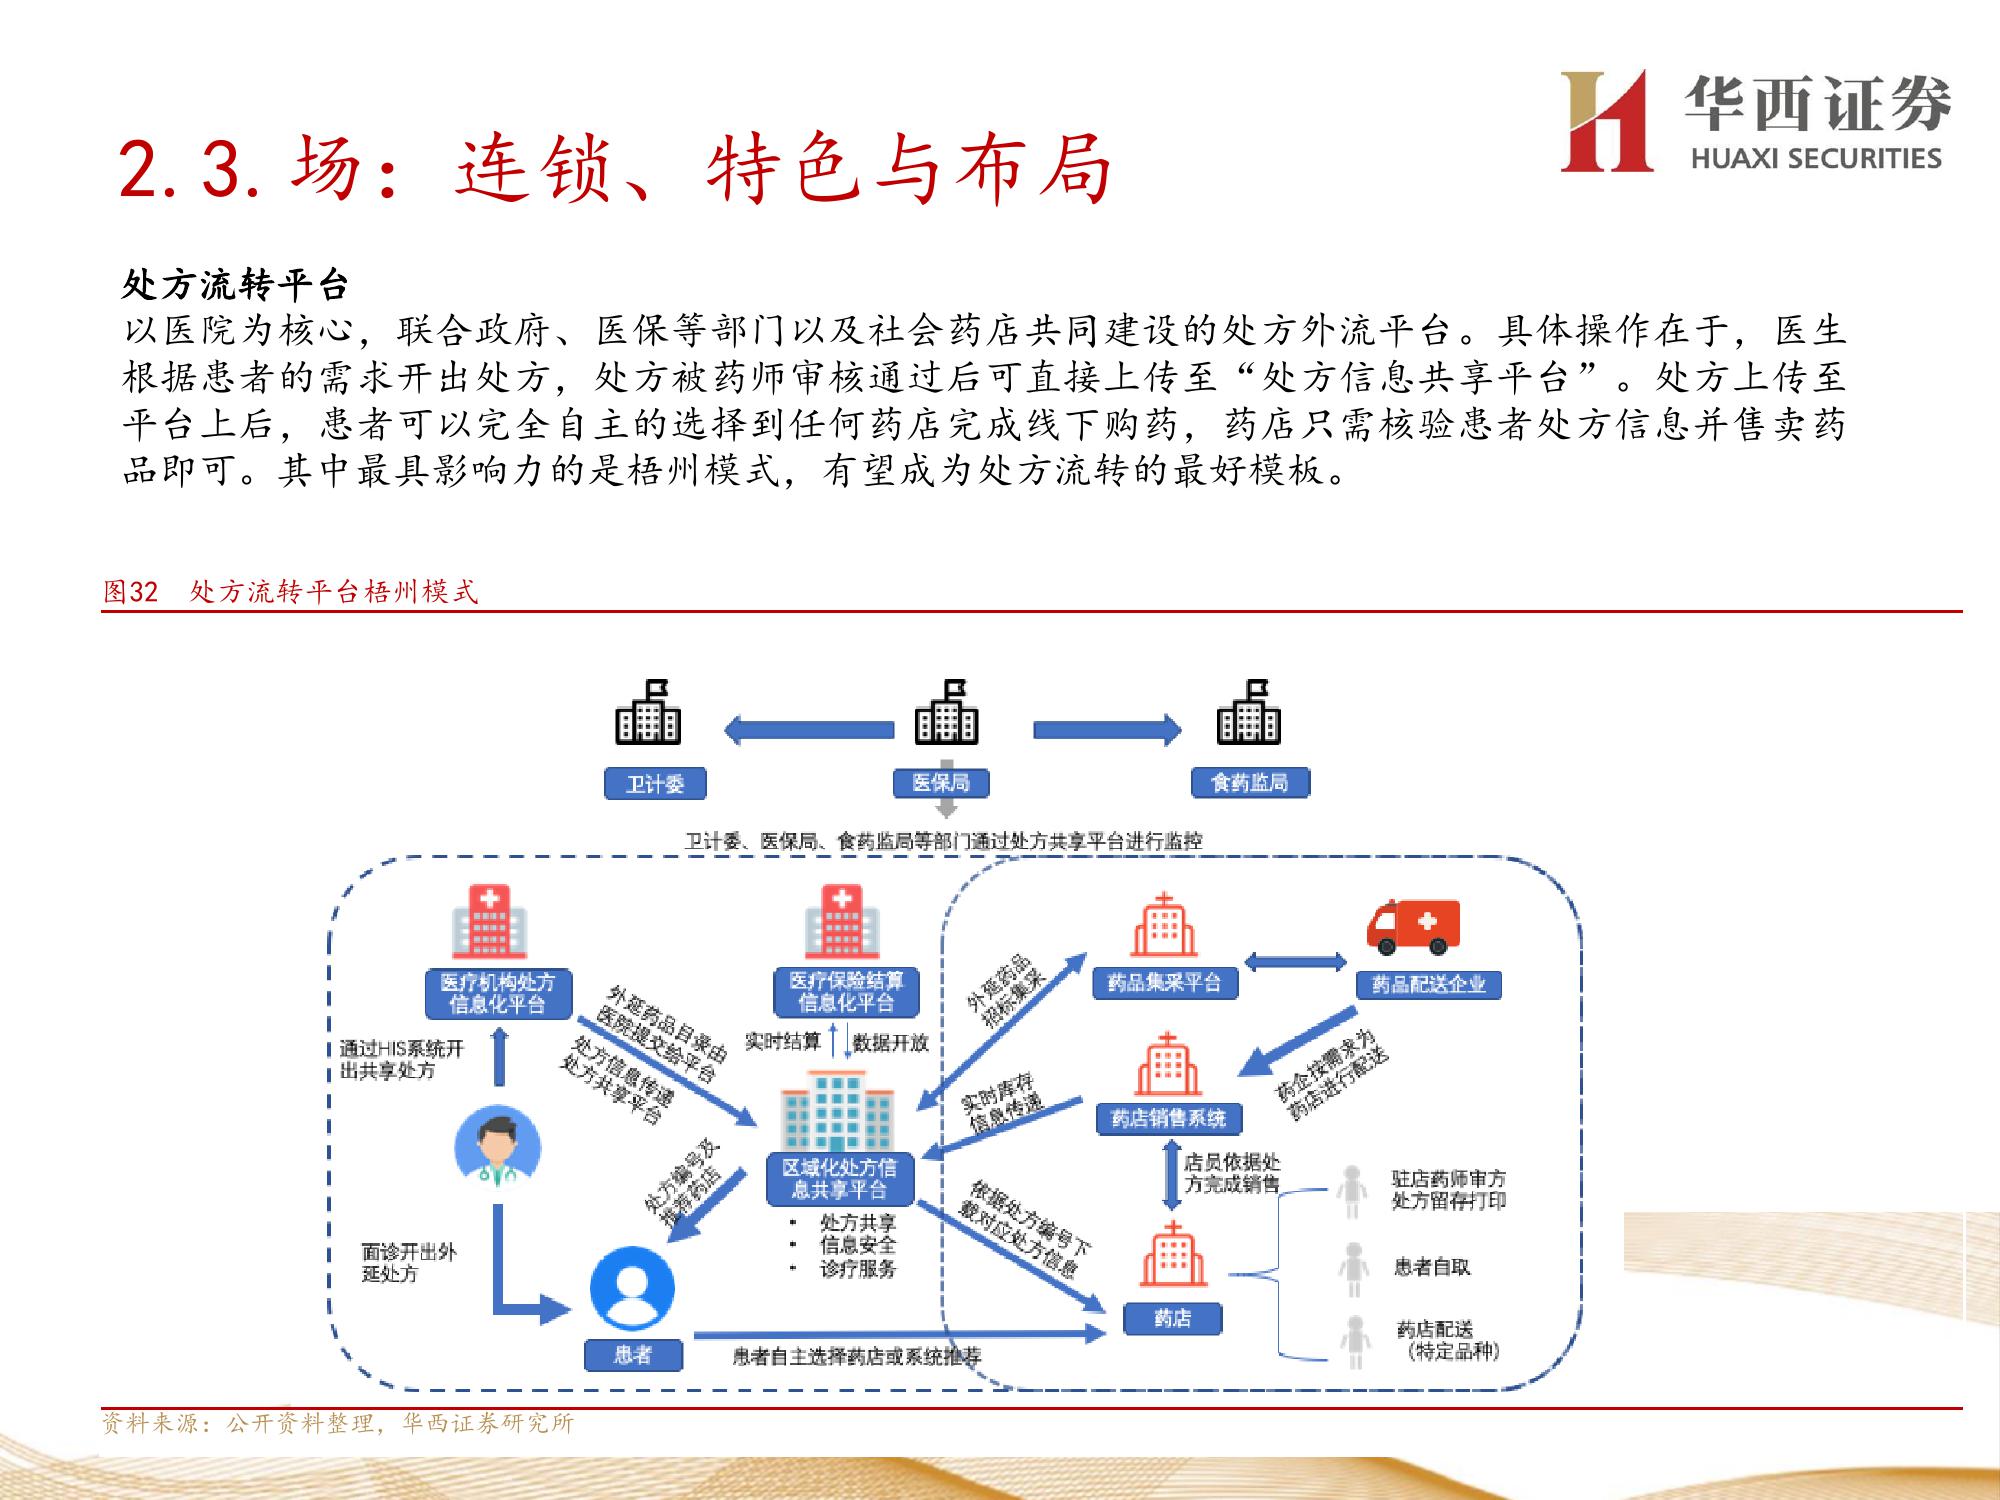 华西证券
HUAXI SECURITIES
2.3.场：连锁、特色与布局
处方流转平台
以医院为核心，联合政府、医保等部门以及社会药店共同建设的处方外流平台。具体操作在于，医生
根据患者的需求开出处方，处方被药师审核通过后可直接上传至“处方信息共享平台”。处方上传至
平台上后，患者可以完全自主的选择到任何药店完成线下购药，药店只需核验患者处方信息并售卖药
品即可。其中最具影响力的是梧州模式，有望成为处方流转的最好模板。
图32 处方流转平台梧州模式
卫计委
医保局
食药监局
卫计委、医保局、食药监局等部门通过处方共享平台进行监控
医疗机构处方
信息化平台
医疗保险结算
信息化平台
药品集采平台
药品配送企业
外延药品目录由
医院提交给平台
处方信息传递
处方共享平台
实时结算
数据开放
外延药品
招标集采
通过HIS系统开
出共享处方
实时库存
信息传递
药企按需求为
药店进行配送
药店销售系统
处方编号及
推荐药店
区域化处方信
息共享平台
• 处方共享
• 信息安全
• 诊疗服务
依据处方编号下
载对应处方信息
店员依据处
方完成销售
驻店药师审方
处方留存打印
面诊开出外
延处方
患者自取
药店
药店配送
（特定品种）
患者
患者自主选择药店或系统推荐
资料来源：公开资料整理，华西证券研究所